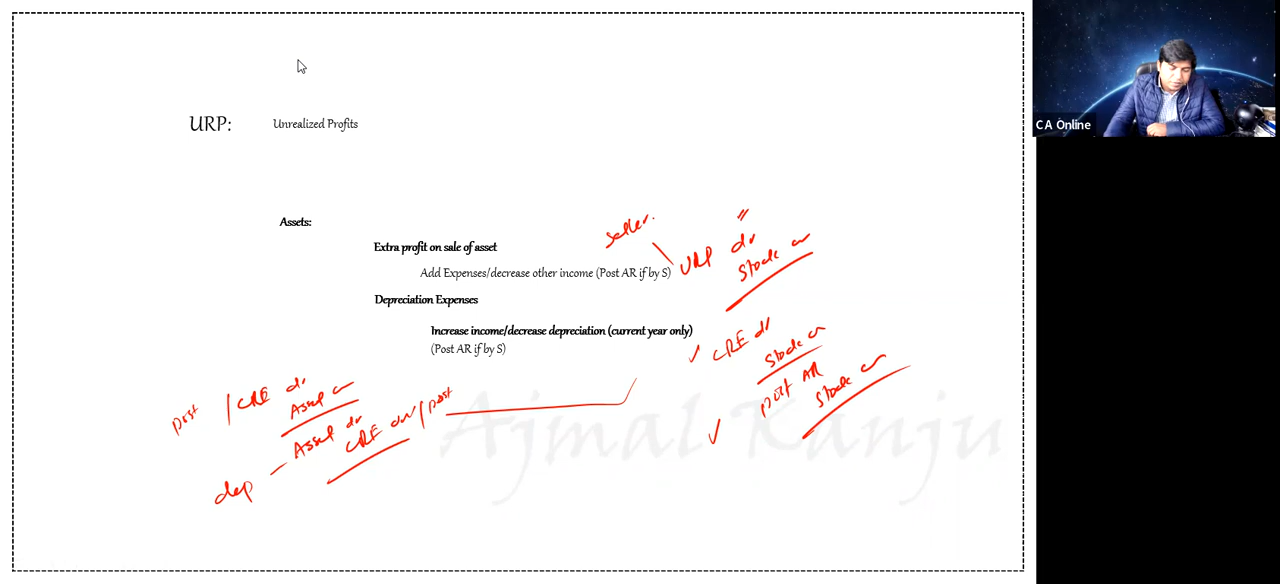 URP: Unrealized Profits
Assets:
Extra profit on sale of asset
Add Expenses/decrease other income (Post AR if by S)
Depreciation Expenses
Increase income/decrease depreciation (current year only)
(Post AR if by S)
seller.
URP dr
Stock cr
CRE dr
Stock cr
post AR
Stock cr
post / CRE dr
Asset cr
Asset dr
CRE cr / post
dep
Ajmal Kanju
C A Online